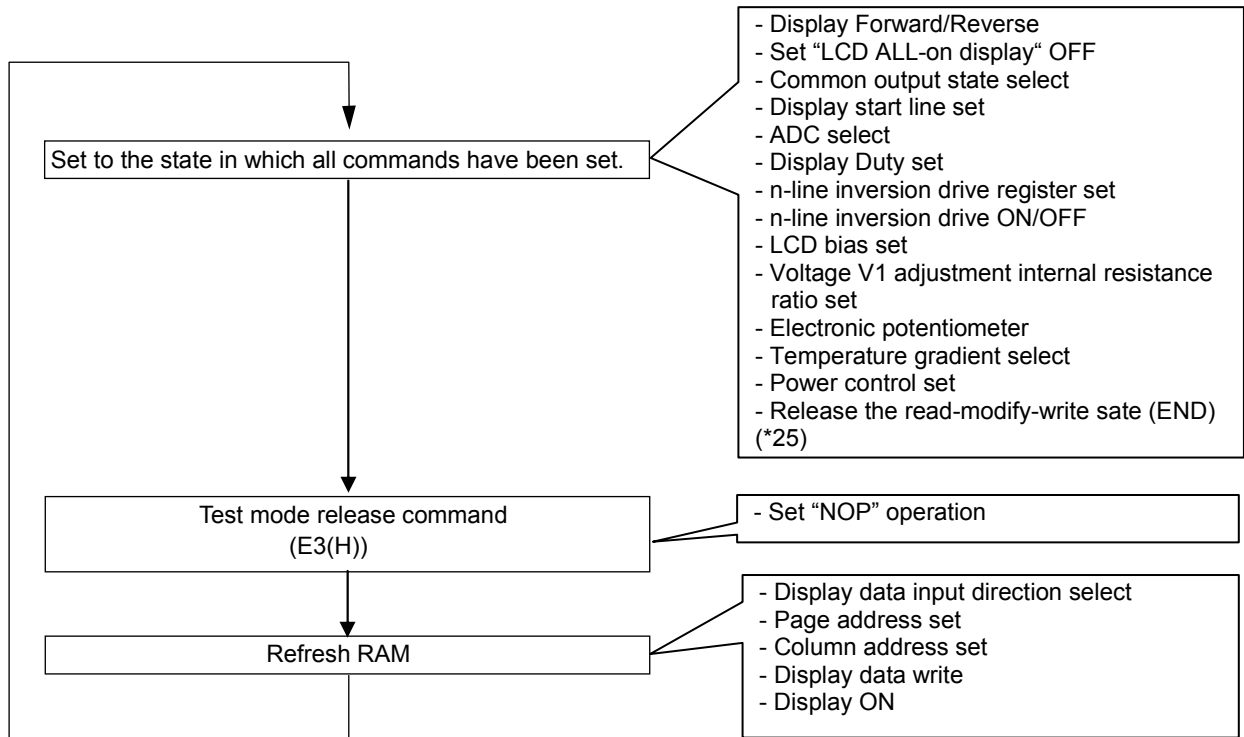 - Display Forward/Reverse
- Set “LCD ALL-on display“ OFF
- Common output state select
- Display start line set
- ADC select
- Display Duty set
- n-line inversion drive register set
- n-line inversion drive ON/OFF
- LCD bias set
- Voltage V1 adjustment internal resistance
ratio set
- Electronic potentiometer
- Temperature gradient select
- Power control set
- Release the read-modify-write sate (END)
(*25)
Set to the state in which all commands have been set.
Test mode release command
(E3(H))
- Set “NOP” operation
Refresh RAM
- Display data input direction select
- Page address set
- Column address set
- Display data write
- Display ON